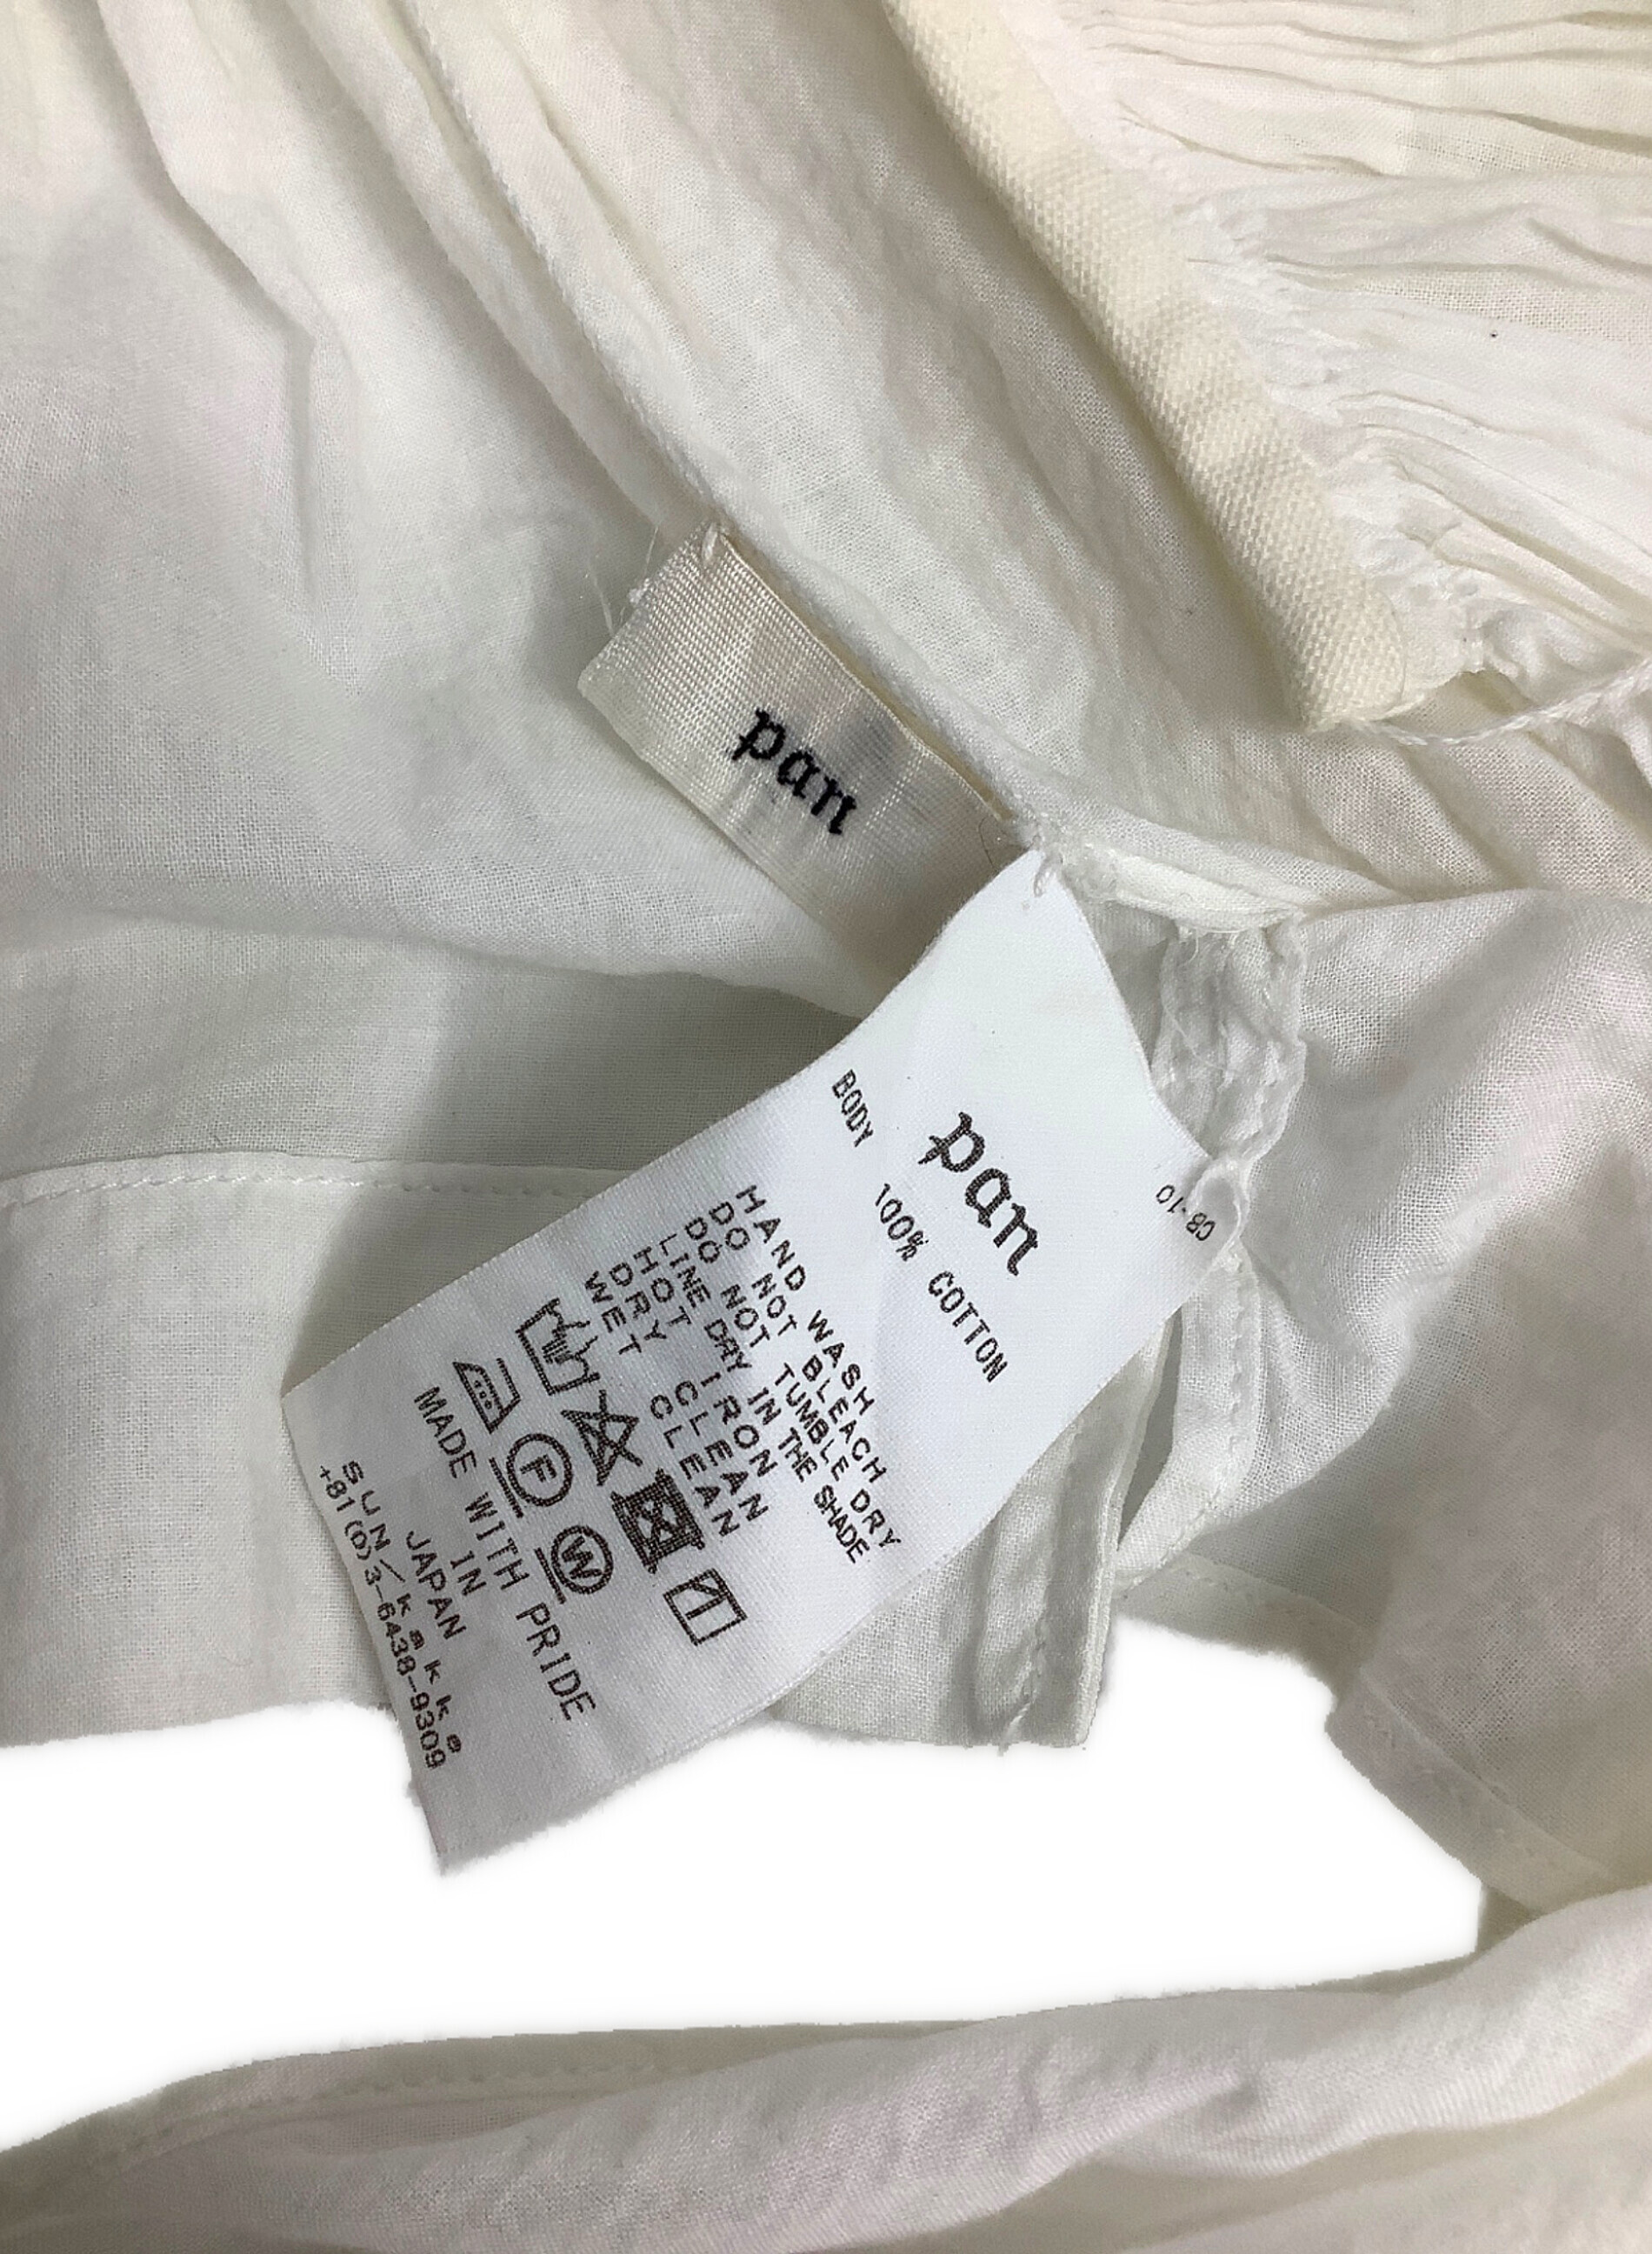 pan
pan
CB-10
BODY 100% COTTON
HAND WASH
DO NOT BLEACH
DO NOT TUMBLE DRY
LINE DRY IN THE SHADE
HOT IRON
DRY CLEAN
WET CLEAN
F
W
MADE WITH PRIDE
IN
JAPAN
SUN/kakke
+81(0)3-6438-9309